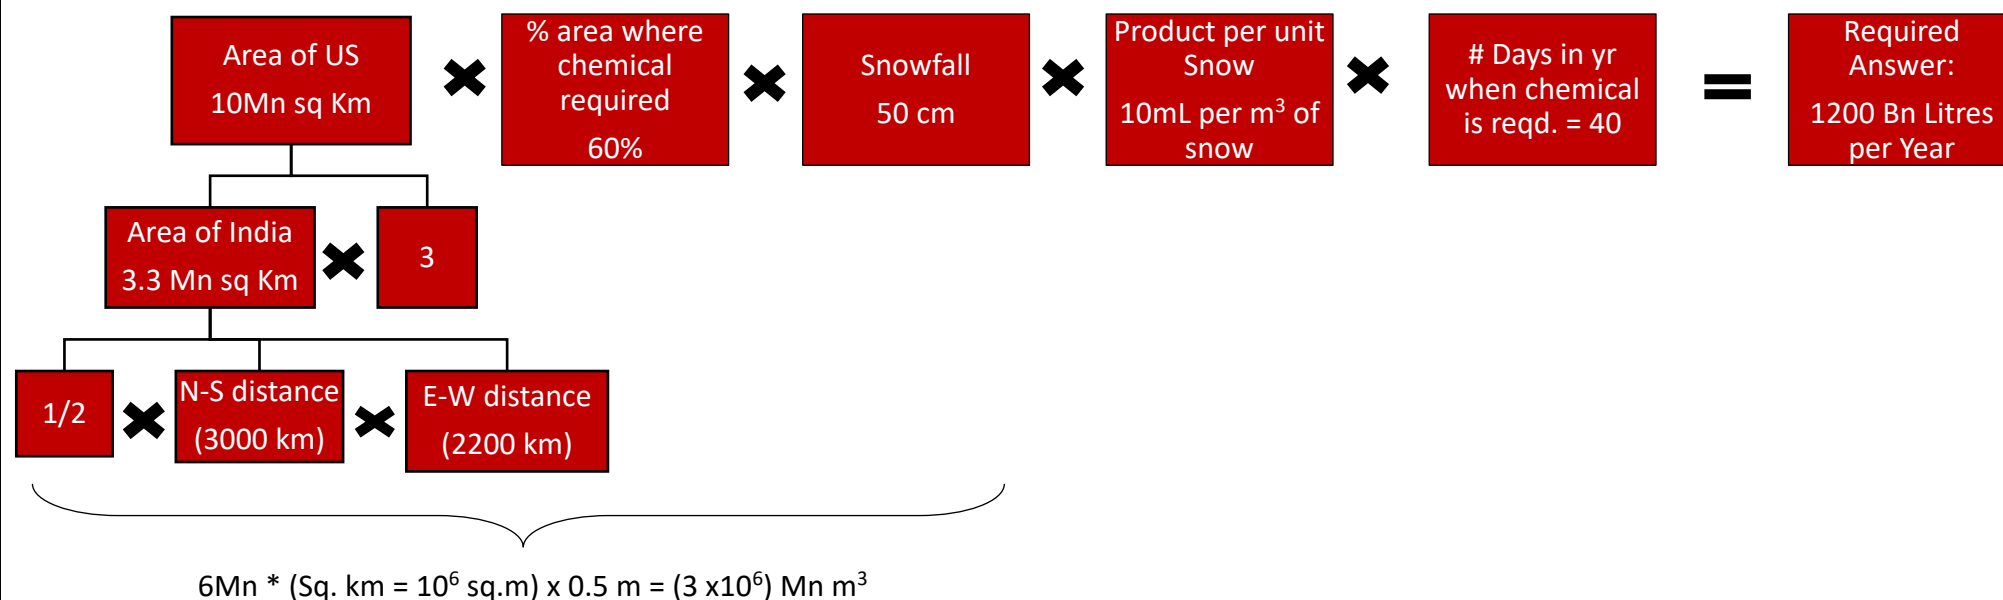 Area of US
10Mn sq Km
% area where
chemical
required
60%
Snowfall
50 cm
Product per unit
Snow
10mL per m³ of
snow
# Days in yr
when chemical
is reqd. = 40
=
Required
Answer:
1200 Bn Litres
per Year
Area of India
3.3 Mn sq Km
3
1/2
N-S distance
(3000 km)
E-W distance
(2200 km)
6Mn * (Sq. km = 10⁶ sq.m) x 0.5 m = (3 x10⁶) Mn m³